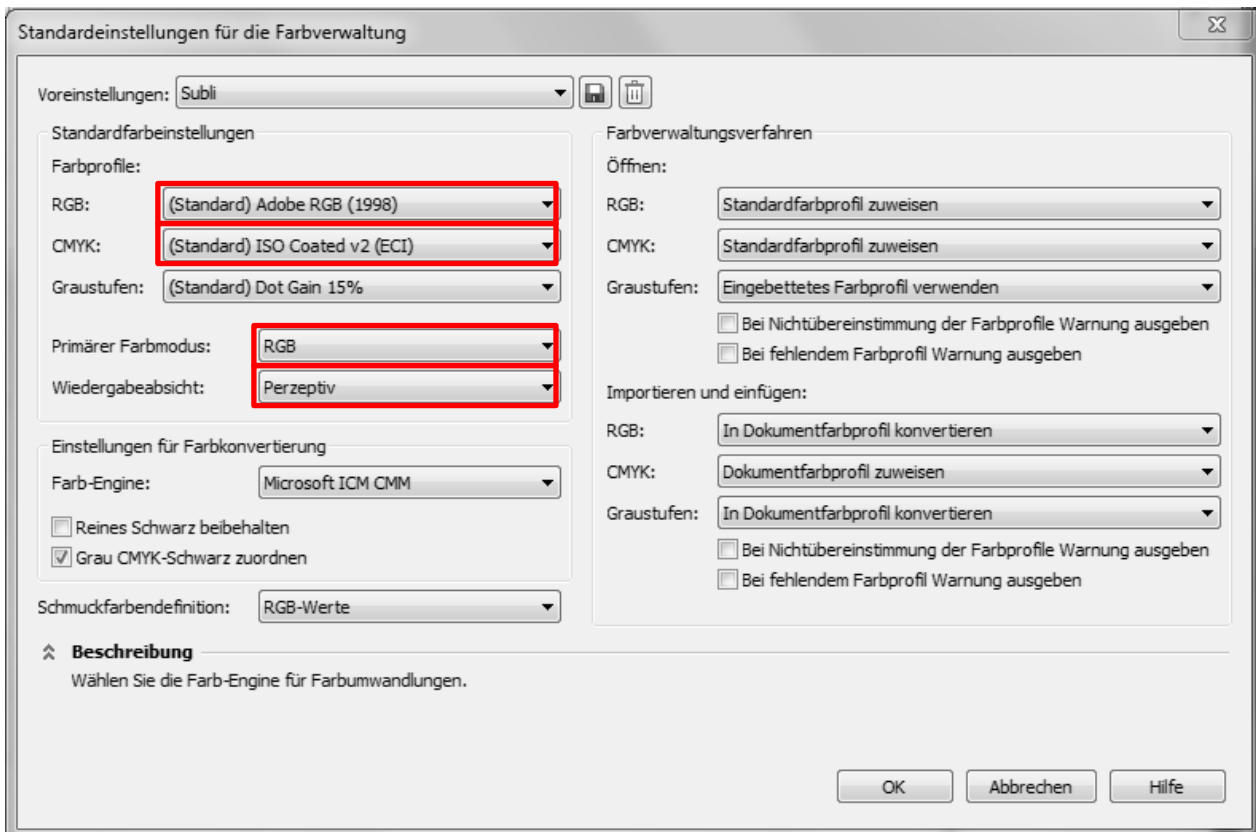 Standardeinstellungen für die Farbverwaltung
Voreinstellungen: Subli
Standardfarbeinstellungen
Farbprofile:
RGB: (Standard) Adobe RGB (1998)
CMYK: (Standard) ISO Coated v2 (ECI)
Graustufen: (Standard) Dot Gain 15%
Primärer Farbmodus: RGB
Wiedergabeabsicht: Perzeptiv
Einstellungen für Farbkonvertierung
Farb-Engine: Microsoft ICM CMM
Reines Schwarz beibehalten
Grau CMYK-Schwarz zuordnen
Schmuckfarbendefinition: RGB-Werte
Farbverwaltungsverfahren
Öffnen:
RGB: Standardfarbprofil zuweisen
CMYK: Standardfarbprofil zuweisen
Graustufen: Eingebettetes Farbprofil verwenden
Bei Nichtübereinstimmung der Farbprofile Warnung ausgeben
Bei fehlendem Farbprofil Warnung ausgeben
Importieren und einfügen:
RGB: In Dokumentfarbprofil konvertieren
CMYK: Dokumentfarbprofil zuweisen
Graustufen: In Dokumentfarbprofil konvertieren
Bei Nichtübereinstimmung der Farbprofile Warnung ausgeben
Bei fehlendem Farbprofil Warnung ausgeben
Beschreibung
Wählen Sie die Farb-Engine für Farbumwandlungen.
OK Abbrechen Hilfe